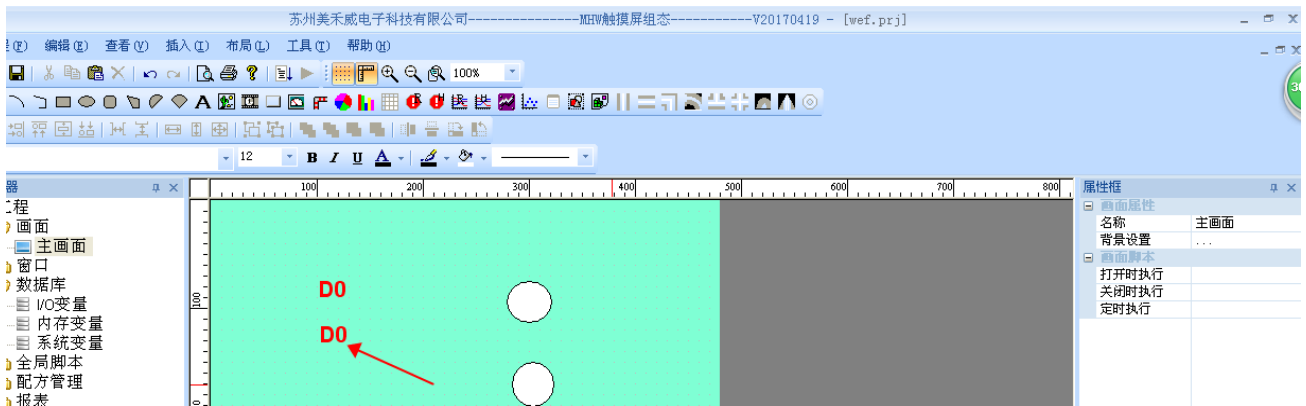 苏州美禾威电子科技有限公司---------------MHW触摸屏组态-----------V20170419 - [wef.prj]
程(F) 编辑(E) 查看(V) 插入(I) 布局(L) 工具(T) 帮助(H)
100%
12 B I U A
器
100 200 300 400 500 600 700 800
属性框
工程
画面
主画面
窗口
数据库
I/O变量
内存变量
系统变量
全局脚本
配方管理
报表
100
D0
D0
画面属性
名称 主画面
背景设置 ...
画面脚本
打开时执行
关闭时执行
定时执行